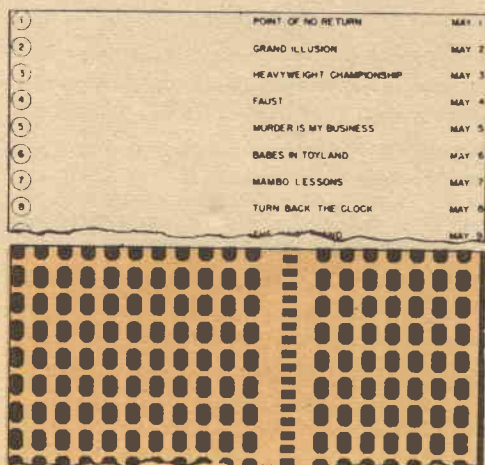 1 POINT OF NO RETURN MAY 1
2 GRAND ILLUSION MAY 2
3 HEAVYWEIGHT CHAMPIONSHIP MAY 3
4 FAUST MAY 4
5 MURDER IS MY BUSINESS MAY 5
6 BABES IN TOYLAND MAY 6
7 MAMBO LESSONS MAY 7
8 TURN BACK THE CLOCK MAY 8
MAY 9